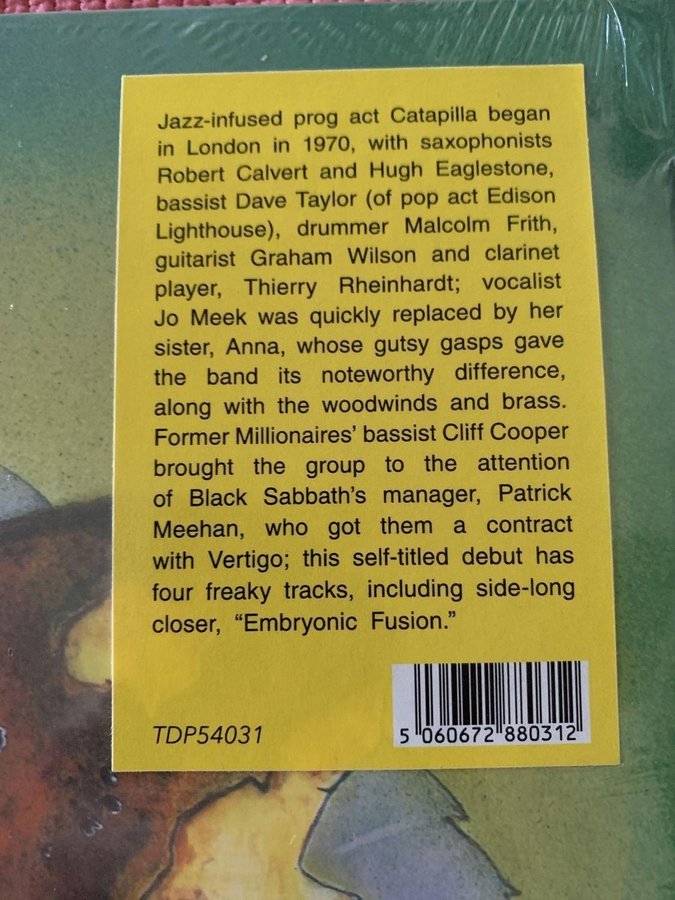 Jazz-infused prog act Catapilla began
in London in 1970, with saxophonists
Robert Calvert and Hugh Eaglestone,
bassist Dave Taylor (of pop act Edison
Lighthouse), drummer Malcolm Frith,
guitarist Graham Wilson and clarinet
player, Thierry Rheinhardt; vocalist
Jo Meek was quickly replaced by her
sister, Anna, whose gutsy gasps gave
the band its noteworthy difference,
along with the woodwinds and brass.
Former Millionaires’ bassist Cliff Cooper
brought the group to the attention
of Black Sabbath’s manager, Patrick
Meehan, who got them a contract
with Vertigo; this self-titled debut has
four freaky tracks, including side-long
closer, “Embryonic Fusion.”
TDP54031
5 060672 880312